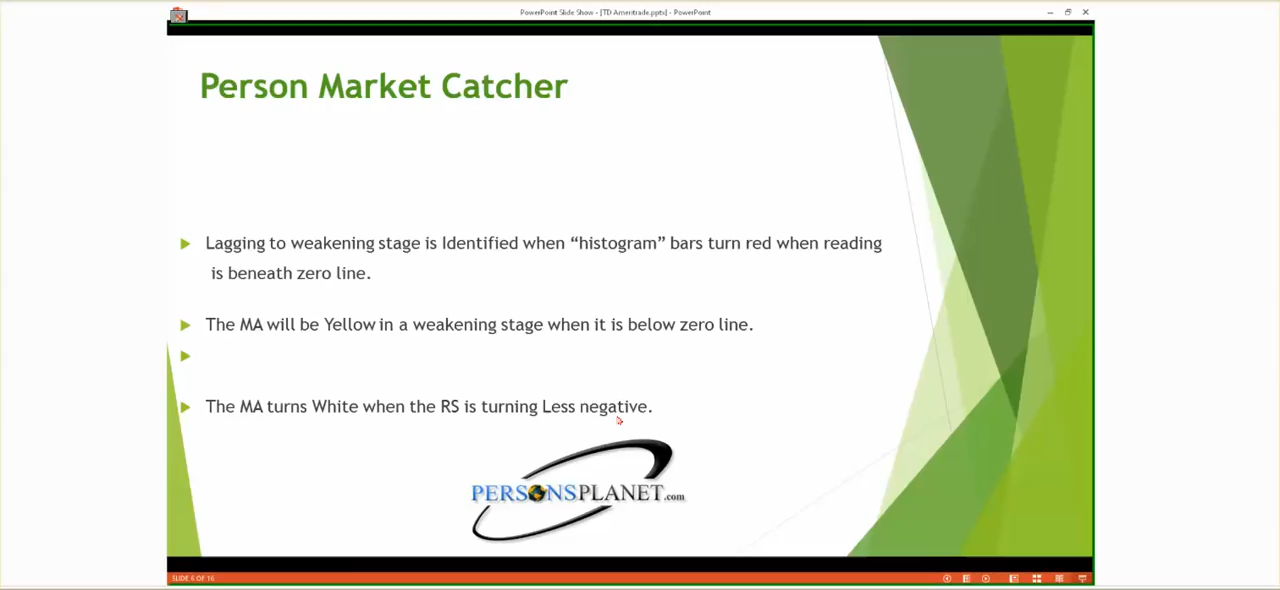 PowerPoint Slide Show - [TD Ameritrade.pptx] - PowerPoint
Person Market Catcher
Lagging to weakening stage is Identified when “histogram” bars turn red when reading
is beneath zero line.
The MA will be Yellow in a weakening stage when it is below zero line.
The MA turns White when the RS is turning Less negative.
PERSONSPLANET.com
SLIDE 6 OF 16